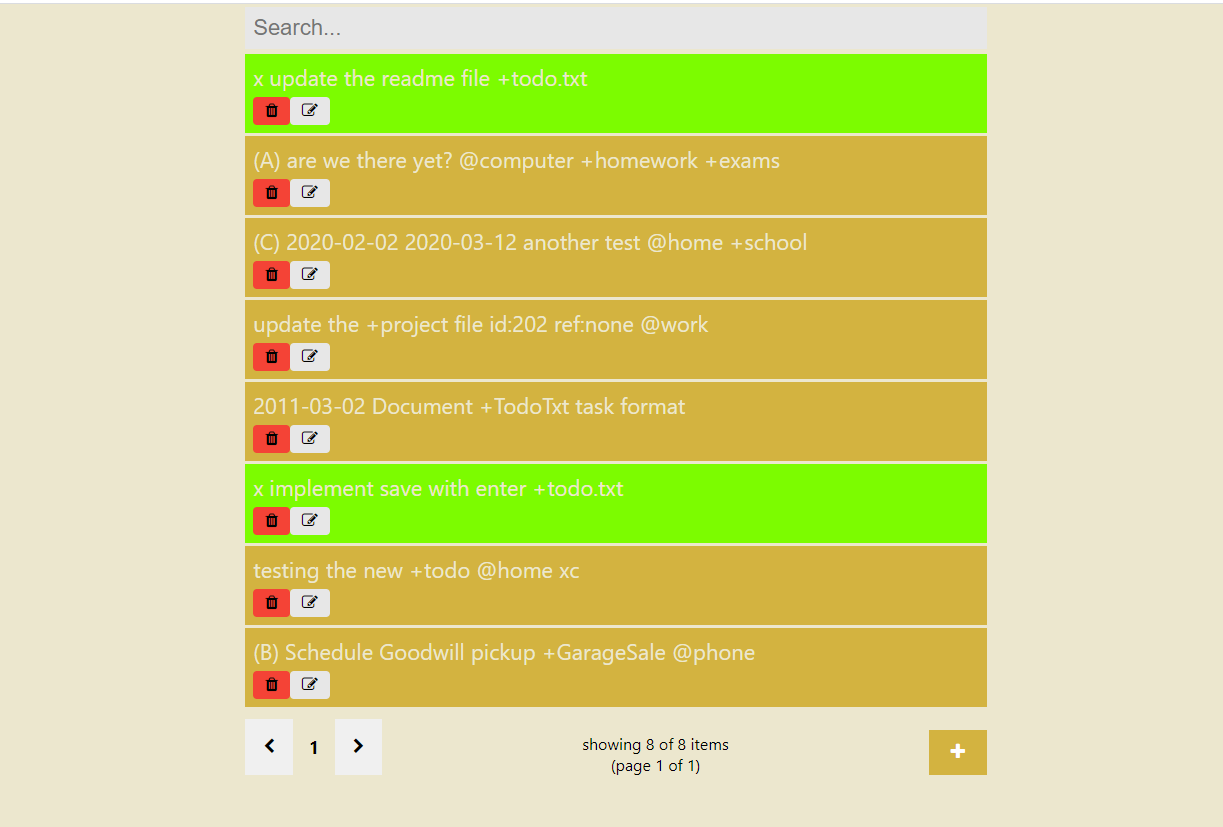 Search...
x update the readme file +todo.txt
(A) are we there yet? @computer +homework +exams
(C) 2020-02-02 2020-03-12 another test @home +school
update the +project file id:202 ref:none @work
2011-03-02 Document +TodoTxt task format
x implement save with enter +todo.txt
testing the new +todo @home xc
(B) Schedule Goodwill pickup +GarageSale @phone
1
showing 8 of 8 items
(page 1 of 1)